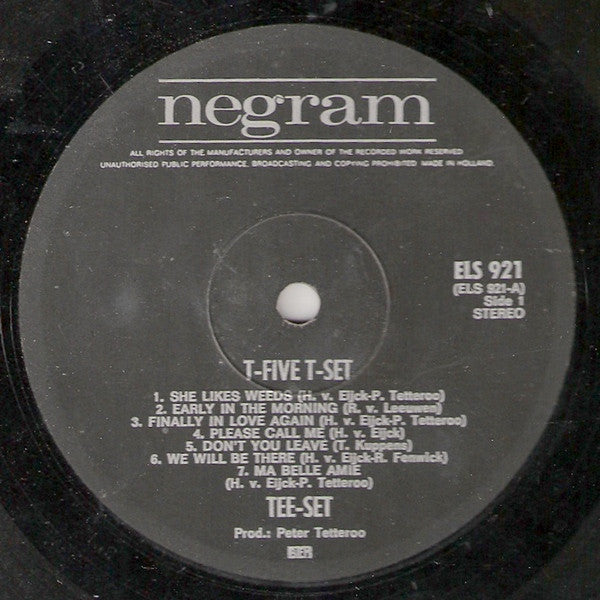 negram
ALL RIGHTS OF THE MANUFACTURERS AND OWNER OF THE RECORDED WORK RESERVED
UNAUTHORISED PUBLIC PERFORMANCE, BROADCASTING AND COPYING PROHIBITED MADE IN HOLLAND.
ELS 921
(ELS 921-A)
Side 1
STEREO
T-FIVE T-SET
1. SHE LIKES WEEDS (H. v. Eijck-P. Tetteroo)
2. EARLY IN THE MORNING (R. v. Leeuwen)
3. FINALLY IN LOVE AGAIN (H. v. Eijck-P. Tetteroo)
4. PLEASE CALL ME (H. v. Eijck)
5. DON'T YOU LEAVE (T.
6. WE WILL BE THERE (H. v. Eijck-R. Fenwick)
7. MA BELLE AMIE
(H. v. Eijck-P. Tetteroo)
TEE-SET
Prod.: Peter Tetteroo